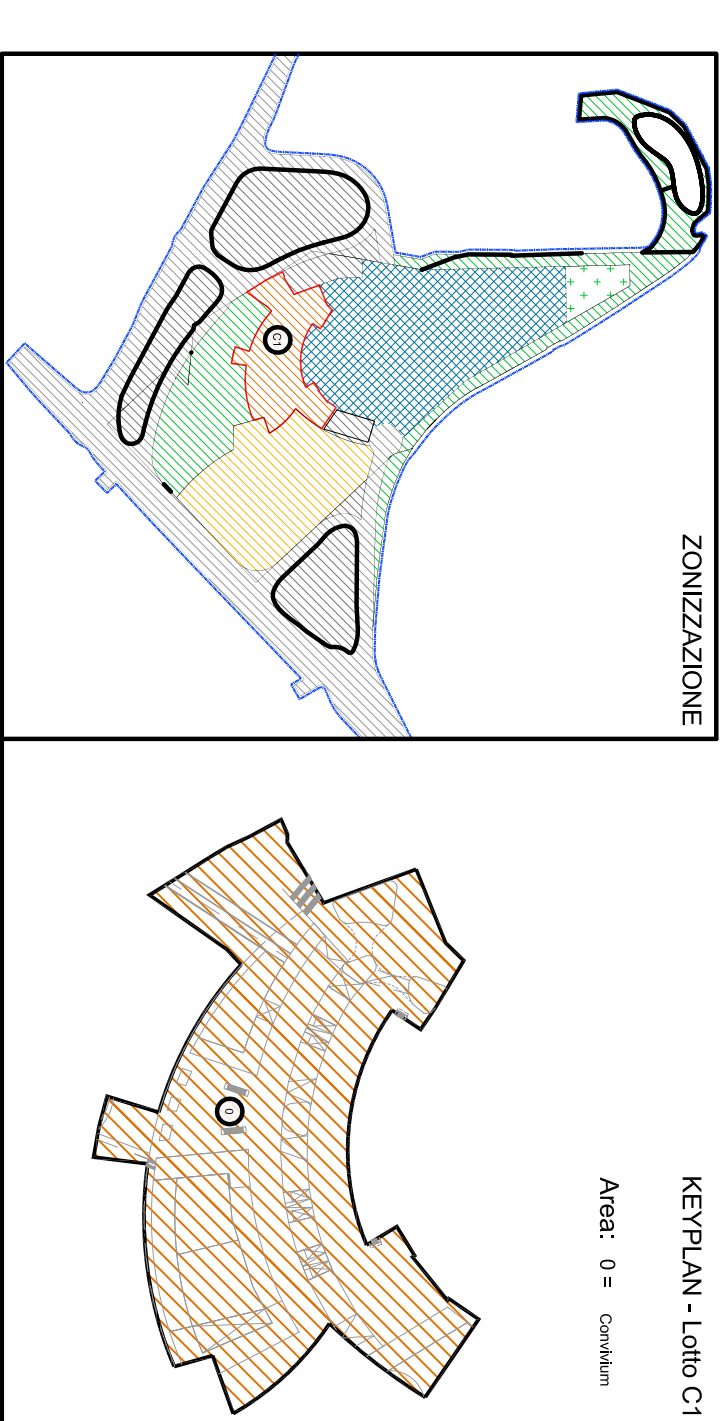 ZONIZZAZIONE
C1
KEYPLAN - Lotto C1
Area: 0 = Convivium
0